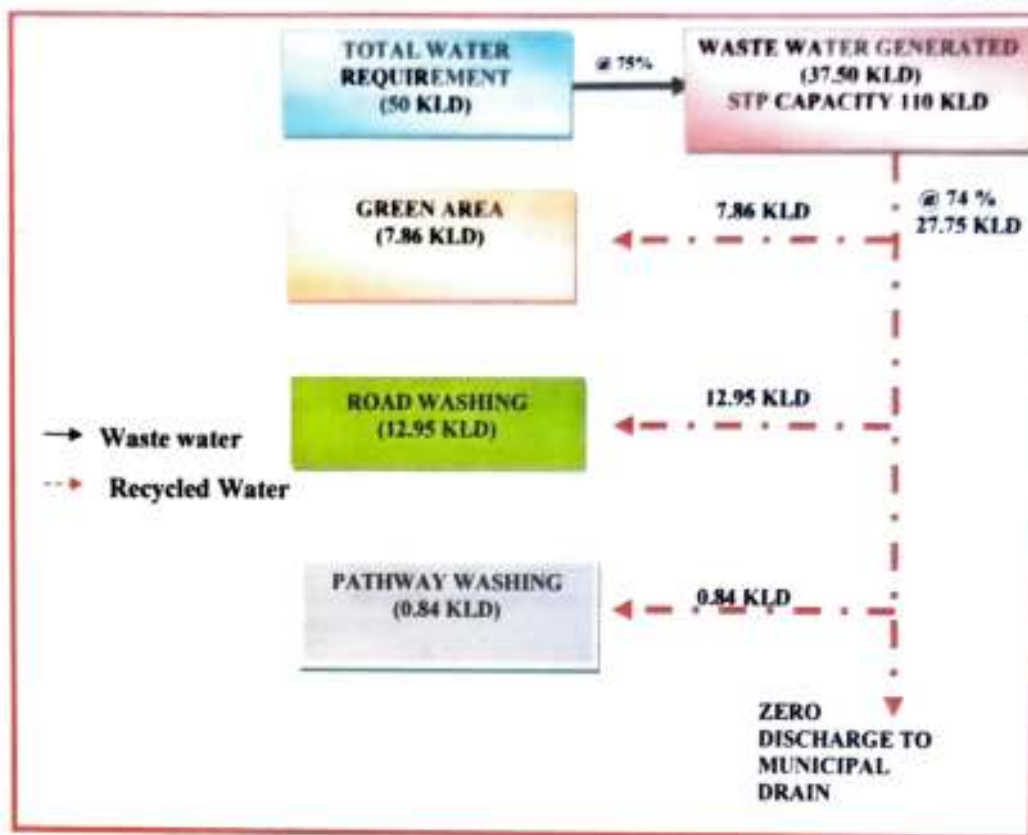 TOTAL WATER
REQUIREMENT
(50 KLD)
@ 75%
WASTE WATER GENERATED
(37.50 KLD)
STP CAPACITY 110 KLD
@ 74 %
27.75 KLD
GREEN AREA
(7.86 KLD)
7.86 KLD
ROAD WASHING
(12.95 KLD)
12.95 KLD
Waste water
Recycled Water
PATHWAY WASHING
(0.84 KLD)
0.84 KLD
ZERO
DISCHARGE TO
MUNICIPAL
DRAIN